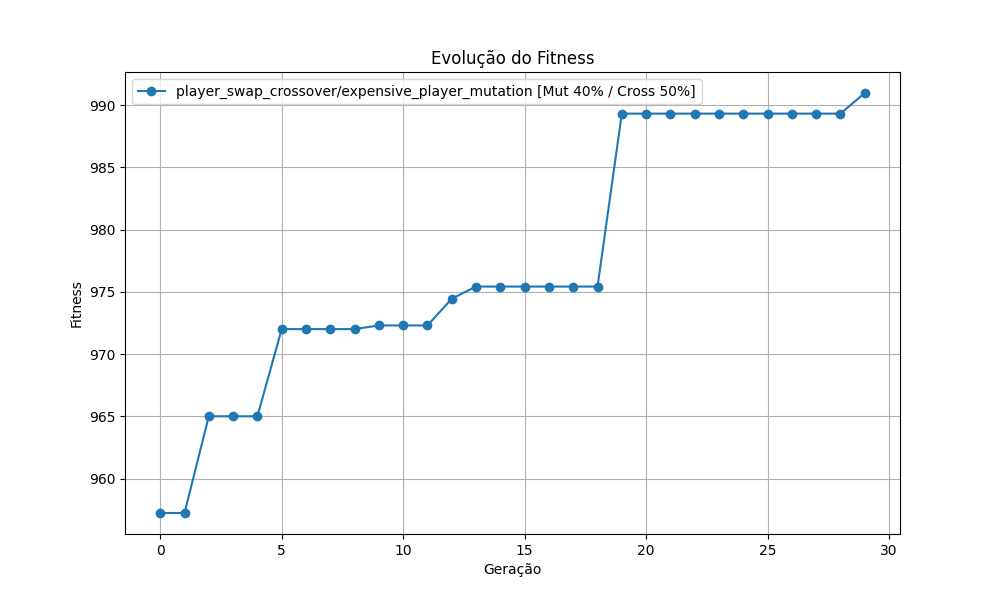 Evolução do Fitness
player_swap_crossover/expensive_player_mutation [Mut 40% / Cross 50%]
Fitness
990
985
980
975
970
965
960
0 5 10 15 20 25 30
Geração